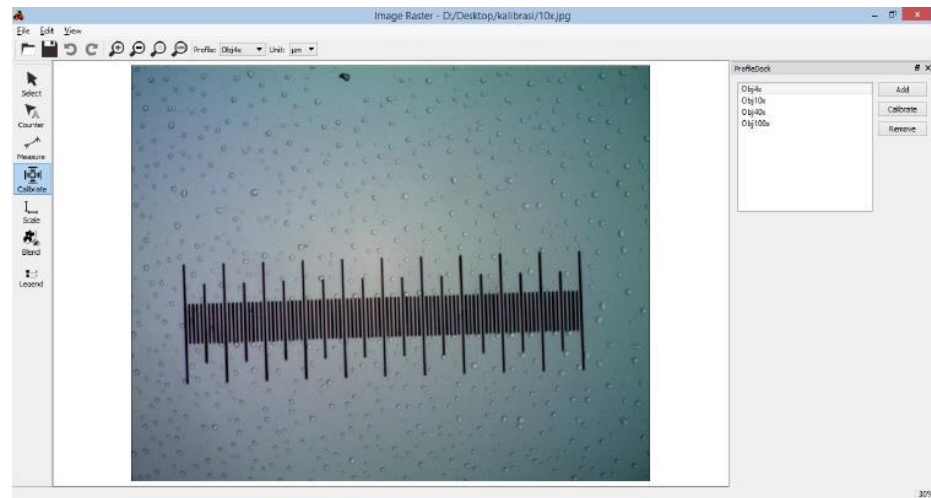 Image Raster - D:/Desktop/kalibrasi/10x.jpg
File Edit View
Profile: Obj4x Unit: µm
ProfileDock
Select
Counter
Measure
Calibrate
Scale
Blend
Legend
Obj4x
Obj10x
Obj40x
Obj100x
Add
Calibrate
Remove
30%